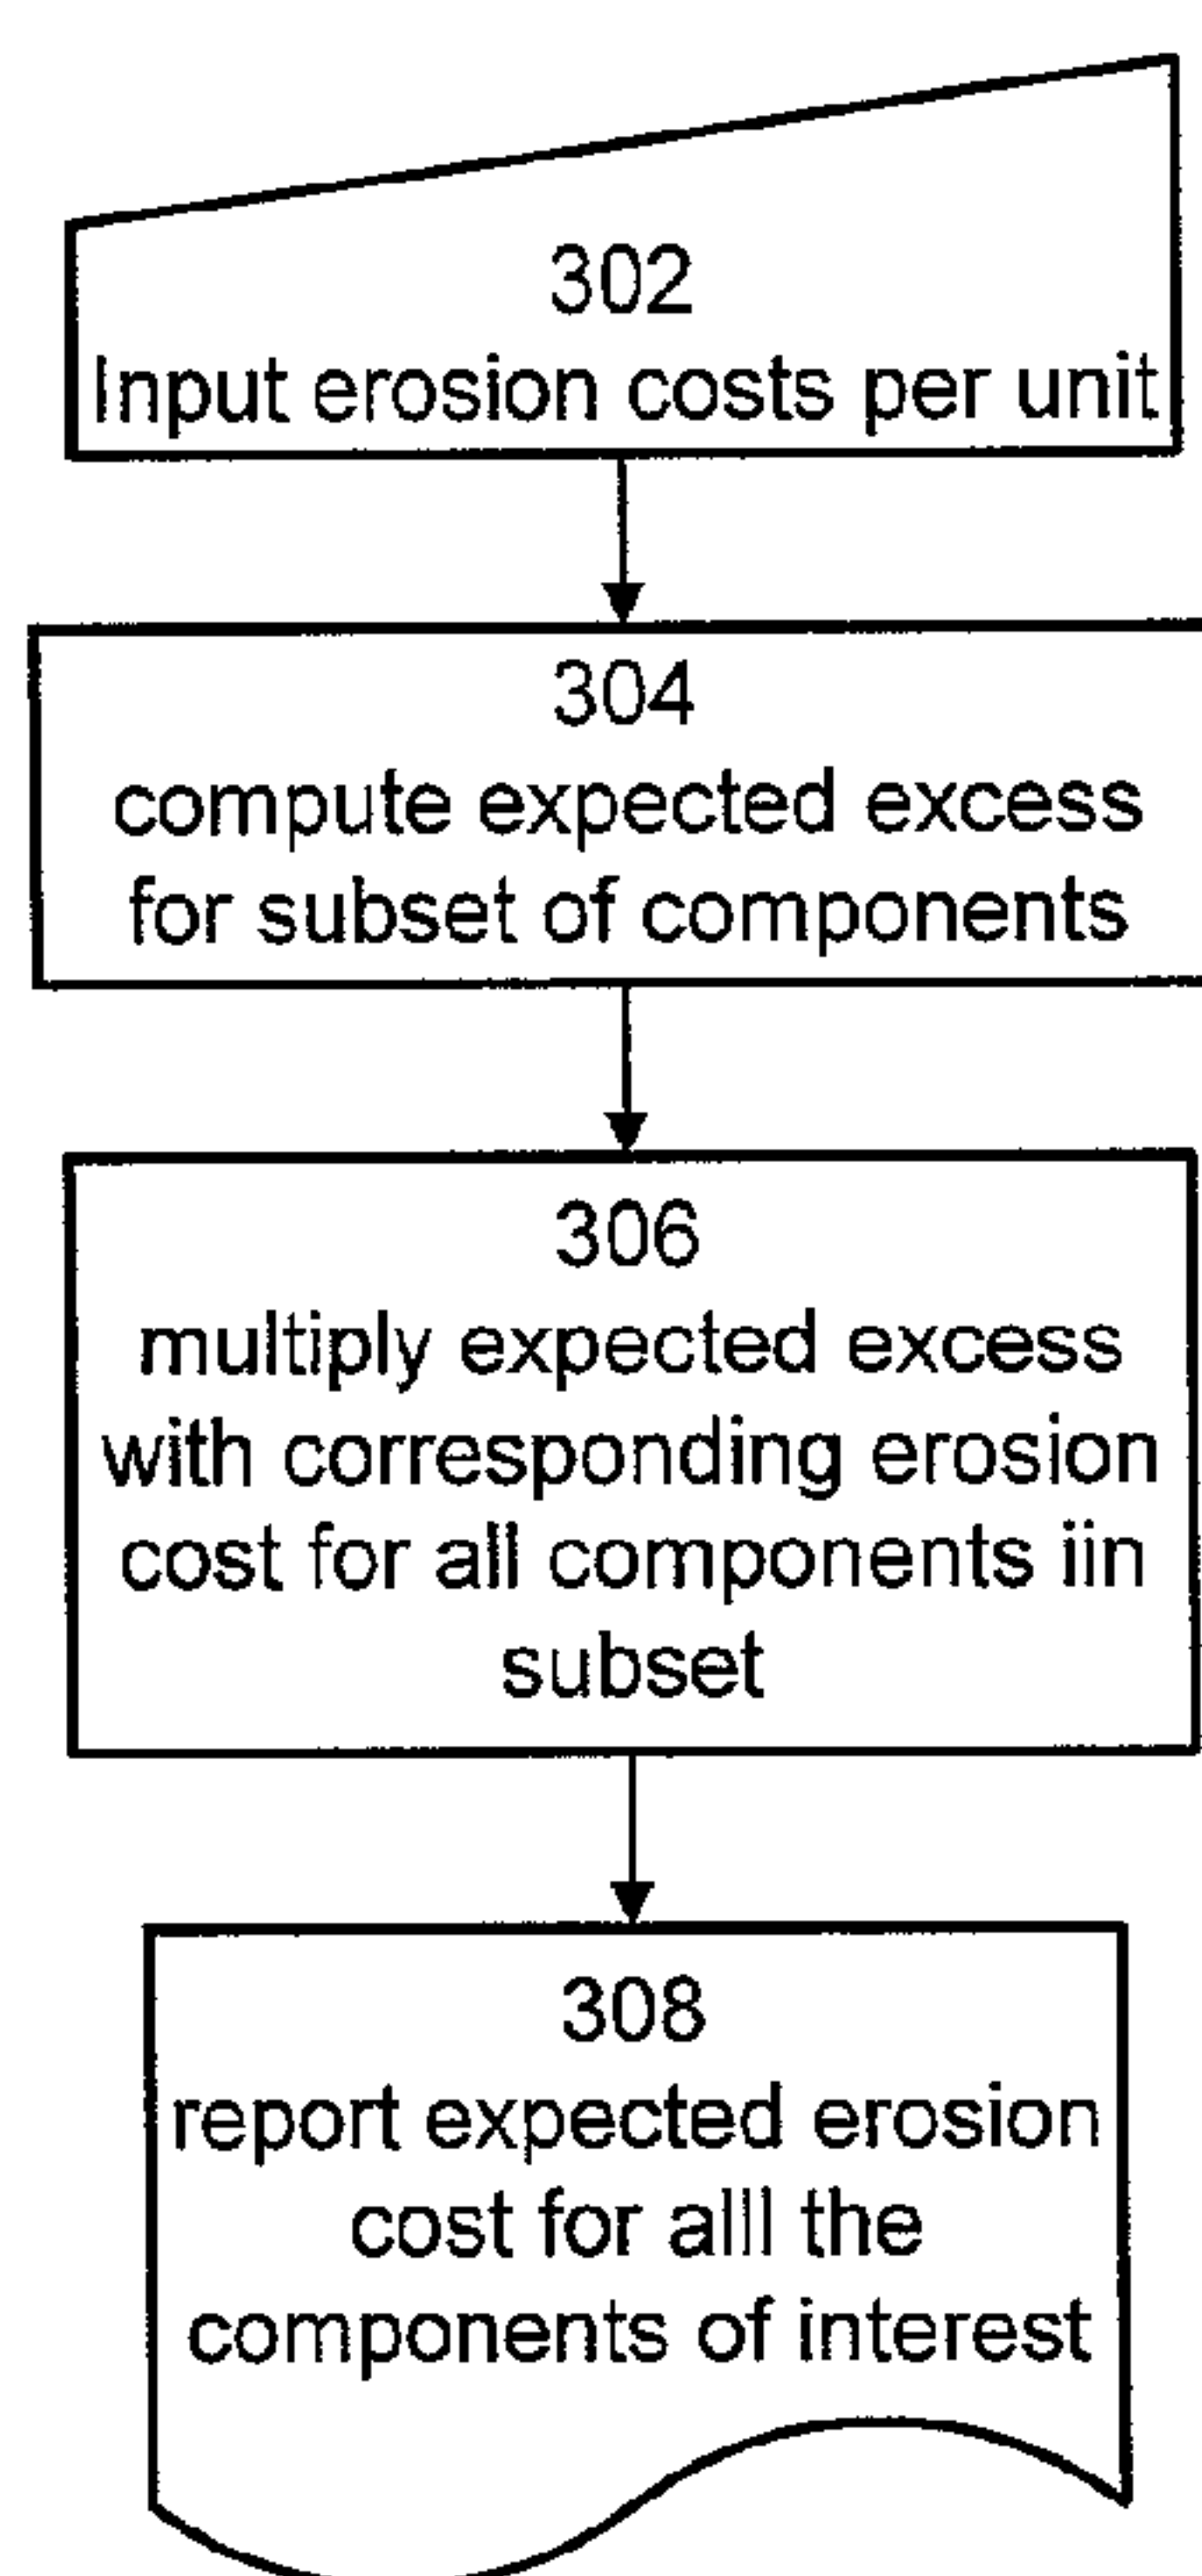 302
Input erosion costs per unit
304
compute expected excess
for subset of components
306
multiply expected excess
with corresponding erosion
cost for all components iin
subset
308
report expected erosion
cost for alll the
components of interest